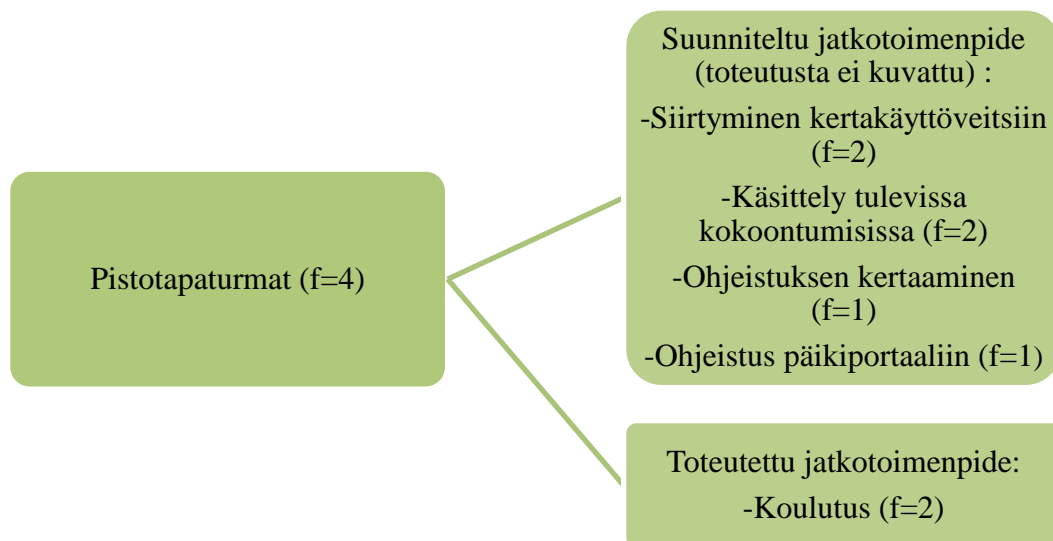 Pistotapaturmat (f=4)
Suunniteltu jatkotoimenpide
(toteutusta ei kuvattu) :
-Siirtyminen kertakäyttöveitsiin
(f=2)
-Käsittely tulevissa
kokoontumisissa (f=2)
-Ohjeistuksen kertaaminen
(f=1)
-Ohjeistus päikiportaaliin (f=1)
Toteutettu jatkotoimenpide:
-Koulutus (f=2)